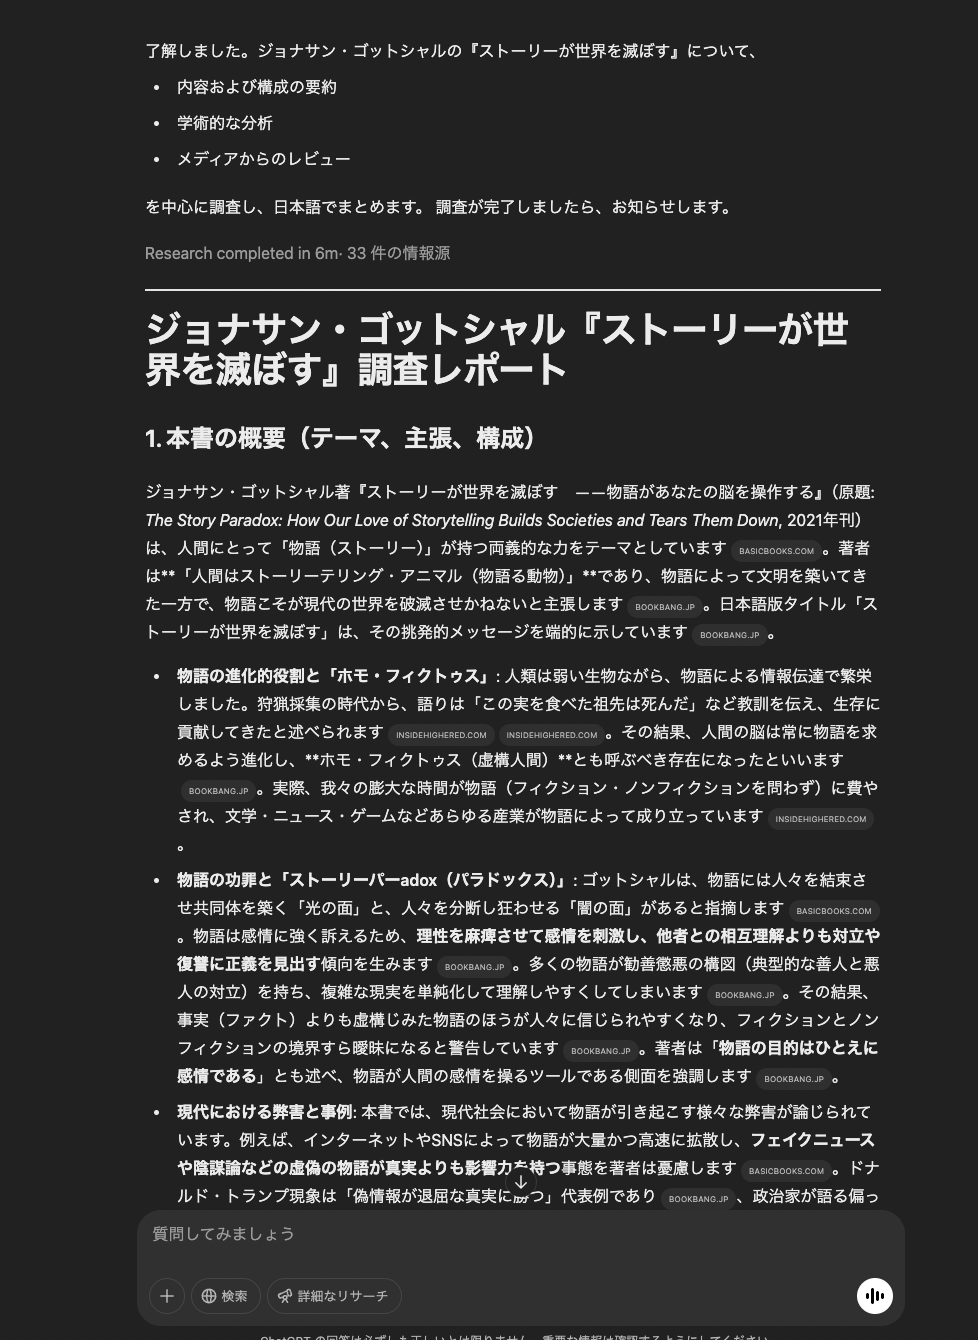 了解しました。ジョナサン・ゴットシャルの『ストーリーが世界を滅ぼす』について、
• 内容および構成の要約
• 学術的な分析
• メディアからのレビュー
を中心に調査し、日本語でまとめます。 調査が完了しましたら、お知らせします。
Research completed in 6m· 33 件の情報源
ジョナサン・ゴットシャル『ストーリーが世
界を滅ぼす』調査レポート
1. 本書の概要（テーマ、主張、構成）
ジョナサン・ゴットシャル著『ストーリーが世界を滅ぼす　――物語があなたの脳を操作する』（原題:
The Story Paradox: How Our Love of Storytelling Builds Societies and Tears Them Down, 2021年刊）
は、人間にとって「物語（ストーリー）」が持つ両義的な力をテーマとしています BASICBOOKS.COM 。著者
は**「人間はストーリーテリング・アニマル（物語る動物）」**であり、物語によって文明を築いてき
た一方で、物語こそが現代の世界を破滅させかねないと主張します BOOKBANG.JP 。日本語版タイトル「ス
トーリーが世界を滅ぼす」は、その挑発的メッセージを端的に示しています BOOKBANG.JP 。
• 物語の進化的役割と「ホモ・フィクトゥス」: 人類は弱い生物ながら、物語による情報伝達で繁栄
しました。狩猟採集の時代から、語りは「この実を食べた祖先は死んだ」など教訓を伝え、生存に
貢献してきたと述べられます INSIDEHIGHERED.COM INSIDEHIGHERED.COM 。その結果、人間の脳は常に物語を求
めるよう進化し、**ホモ・フィクトゥス（虚構人間）**とも呼ぶべき存在になったといいます
BOOKBANG.JP 。実際、我々の膨大な時間が物語（フィクション・ノンフィクションを問わず）に費や
され、文学・ニュース・ゲームなどあらゆる産業が物語によって成り立っています INSIDEHIGHERED.COM
。
• 物語の功罪と「ストーリーパーadox（パラドックス）」: ゴットシャルは、物語には人々を結束さ
せ共同体を築く「光の面」と、人々を分断し狂わせる「闇の面」があると指摘します BASICBOOKS.COM
。物語は感情に強く訴えるため、理性を麻痺させて感情を刺激し、他者との相互理解よりも対立や
復讐に正義を見出す傾向を生みます BOOKBANG.JP 。多くの物語が勧善懲悪の構図（典型的な善人と悪
人の対立）を持ち、複雑な現実を単純化して理解しやすくしてしまいます BOOKBANG.JP 。その結果、
事実（ファクト）よりも虚構じみた物語のほうが人々に信じられやすくなり、フィクションとノン
フィクションの境界すら曖昧になると警告しています BOOKBANG.JP 。著者は「物語の目的はひとえに
感情である」とも述べ、物語が人間の感情を操るツールである側面を強調します BOOKBANG.JP 。
• 現代における弊害と事例: 本書では、現代社会において物語が引き起こす様々な弊害が論じられて
います。例えば、インターネットやSNSによって物語が大量かつ高速に拡散し、フェイクニュース
や陰謀論などの虚偽の物語が真実よりも影響力を持つ事態を著者は憂慮します BASICBOOKS.COM 。ドナ
ルド・トランプ現象は「偽情報が退屈な真実に勝つ」代表例であり BOOKBANG.JP 、政治家が語る偏っ
質問してみましょう
検索
詳細なリサーチ
ChatGPT の回答は必ずしも正しいとは限りません。重要な情報は確認するようにしてください。